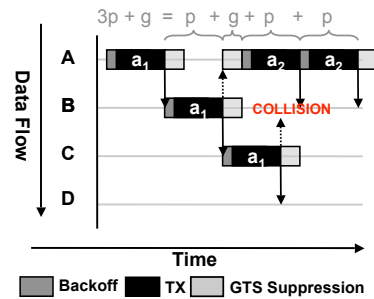 3p + g = p + g + p + p
A a1 a2 a2
B a1 COLLISION
C a1
D
Data Flow
Time
Backoff TX GTS Suppression